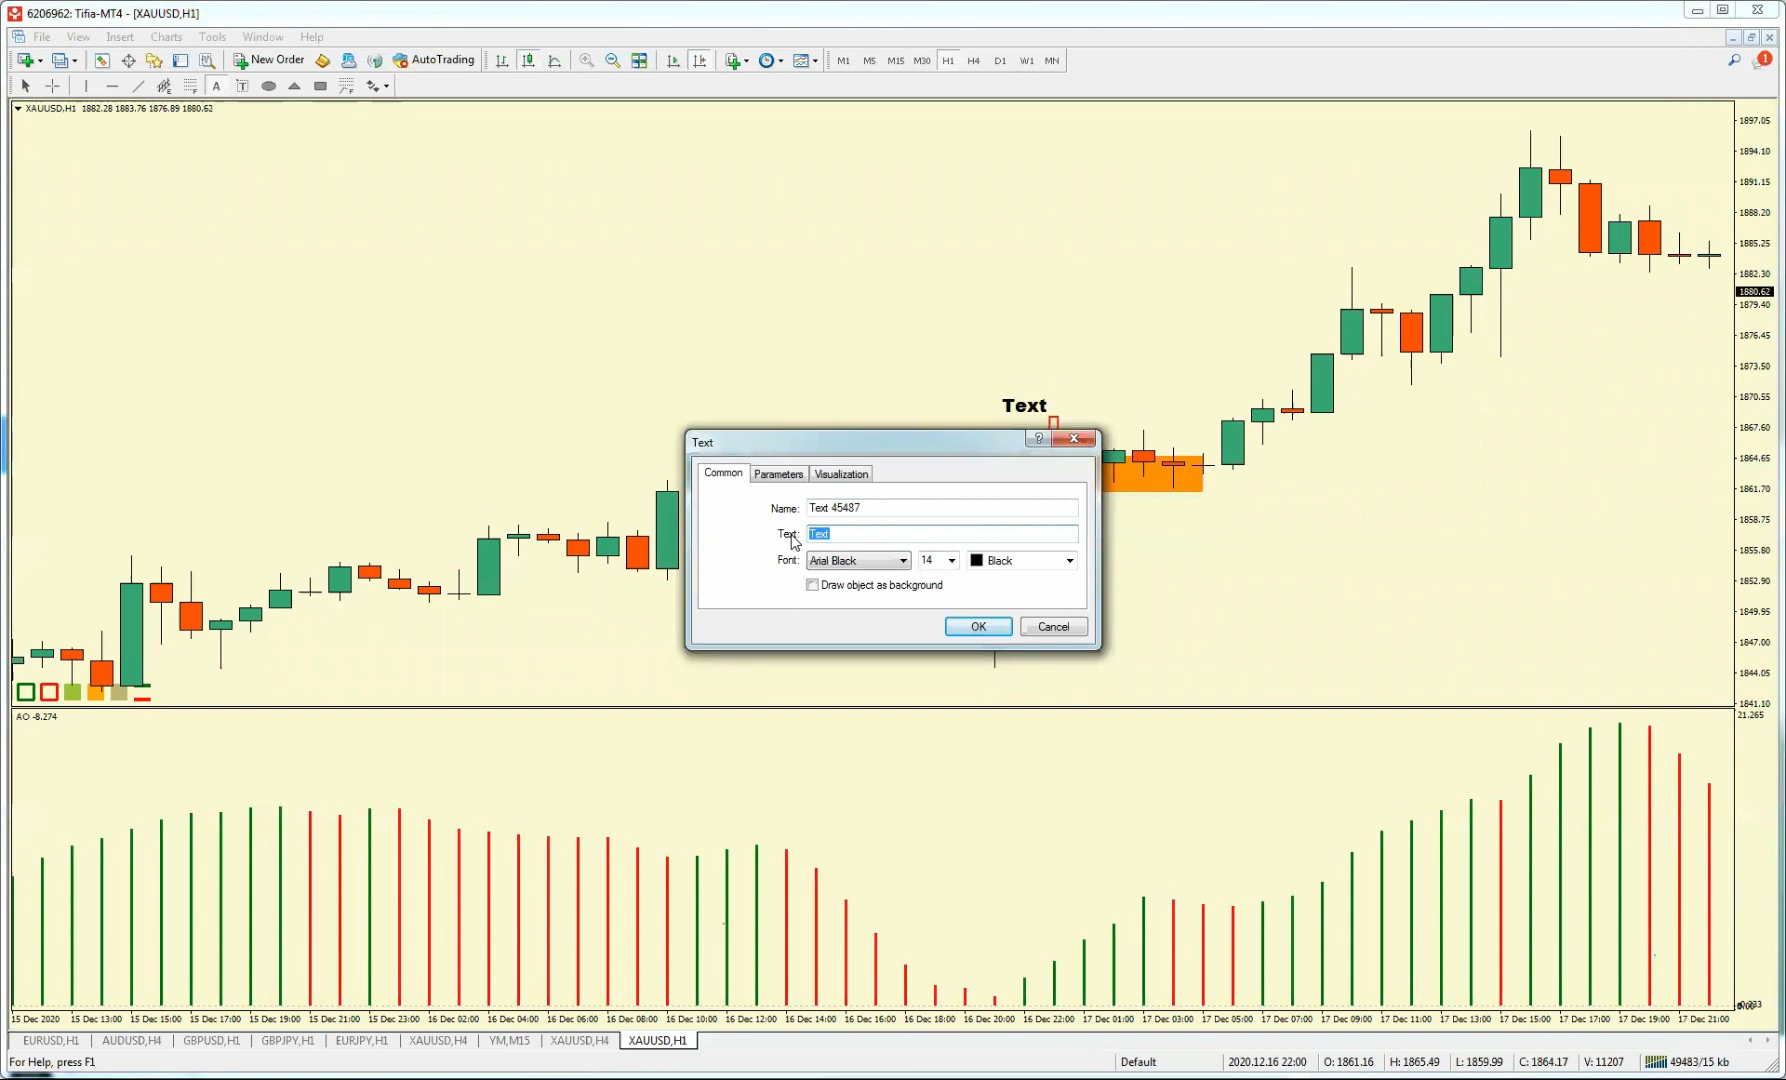 6206962: Tifia-MT4 - [XAUUSD,H1]
File View Insert Charts Tools Window Help
New Order AutoTrading M1 M5 M15 M30 H1 H4 D1 W1 MN 1
A T
XAUUSD,H1 1882.28 1883.76 1876.89 1880.62
1897.05
1894.10
1891.15
1888.20
1885.25
1882.30
1880.62
1879.40
1876.45
1873.50
1870.55
1867.60
1864.65
1861.70
1858.75
1855.80
1852.90
1849.95
1847.00
1844.05
1841.10
Text
Text
Common Parameters Visualization
Name: Text 45487
Text: Text
Font: Arial Black 14 Black
Draw object as background
OK Cancel
AO -8.274
21.265
0.00
15 Dec 2020 15 Dec 13:00 15 Dec 15:00 15 Dec 17:00 15 Dec 19:00 15 Dec 21:00 15 Dec 23:00 16 Dec 02:00 16 Dec 04:00 16 Dec 06:00 16 Dec 08:00 16 Dec 10:00 16 Dec 12:00 16 Dec 14:00 16 Dec 16:00 16 Dec 18:00 16 Dec 20:00 16 Dec 22:00 17 Dec 01:00 17 Dec 03:00 17 Dec 05:00 17 Dec 07:00 17 Dec 09:00 17 Dec 11:00 17 Dec 13:00 17 Dec 15:00 17 Dec 17:00 17 Dec 19:00 17 Dec 21:00
EURUSD,H1 AUDUSD,H4 GBPUSD,H1 GBPJPY,H1 EURJPY,H1 XAUUSD,H4 YM,M15 XAUUSD,H4 XAUUSD,H1
For Help, press F1 Default 2020.12.16 22:00 O: 1861.16 H: 1865.49 L: 1859.99 C: 1864.17 V: 11207 49483/15 kb